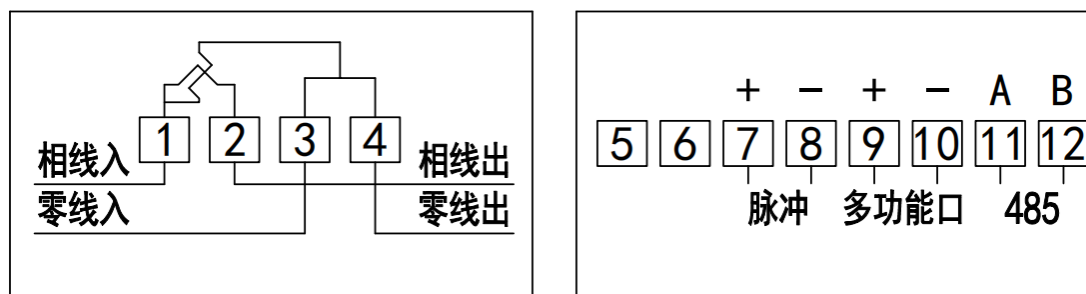 1 2 3 4
相线入 相线出
零线入 零线出
+ - + - A B
5 6 7 8 9 10 11 12
脉冲 多功能口 485